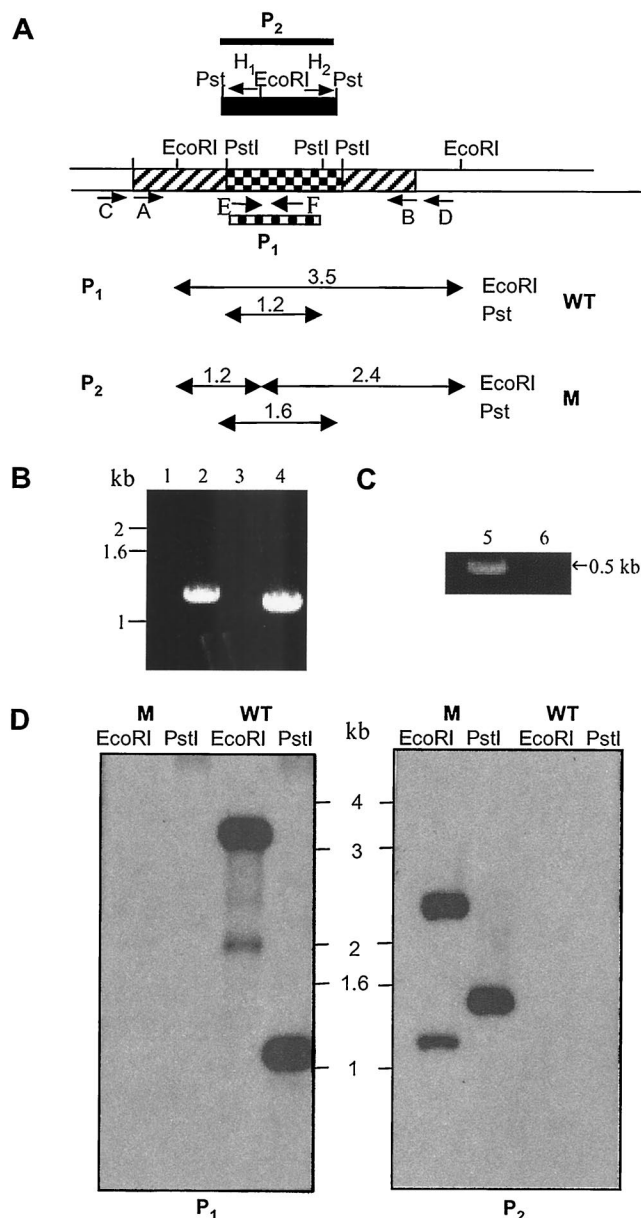 A
P2
H1 H2
Pst EcoRI Pst
EcoRI PstI PstI PstI EcoRI
C A E F B D
P1
P1 3.5 EcoRI WT
1.2 Pst
P2 1.2 2.4 EcoRI M
1.6 Pst
B
kb 1 2 3 4
2
1.6
1
C
5 6
←0.5 kb
D
M WT kb M WT
EcoRI PstI EcoRI PstI EcoRI PstI EcoRI PstI
4
3
2
1.6
1
P1 P2